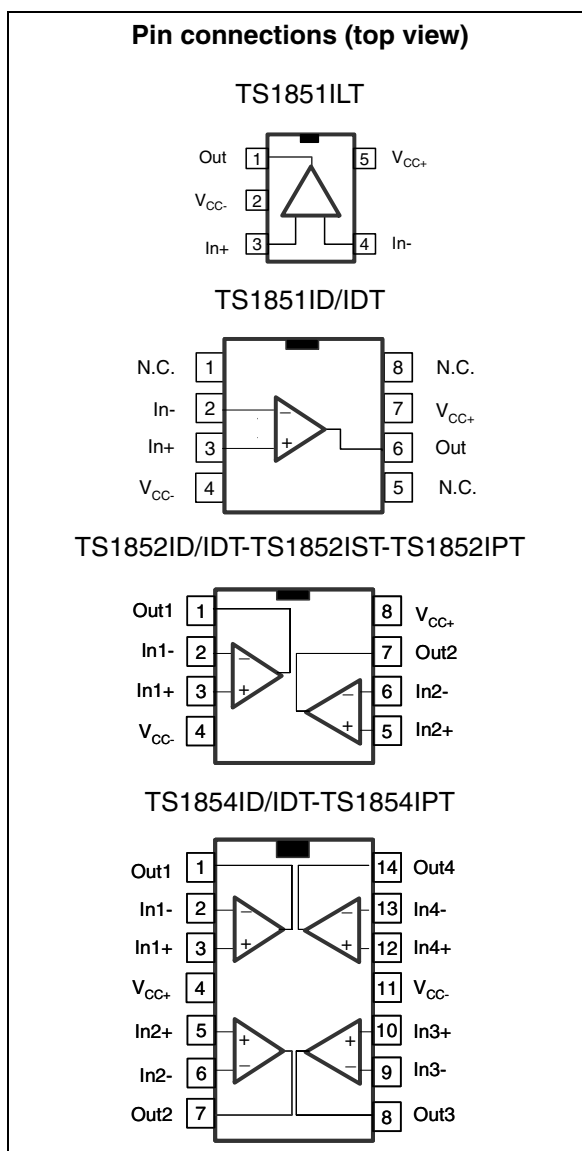 Pin connections (top view)
TS1851ILT
Out 1 5 VCC+
VCC- 2
In+ 3 4 In-
TS1851ID/IDT
N.C. 1 8 N.C.
In- 2 − 7 VCC+
In+ 3 + 6 Out
VCC- 4 5 N.C.
TS1852ID/IDT-TS1852IST-TS1852IPT
Out1 1 8 VCC+
In1- 2 − 7 Out2
In1+ 3 + − 6 In2-
VCC- 4 + 5 In2+
TS1854ID/IDT-TS1854IPT
Out1 1 14 Out4
In1- 2 − − 13 In4-
In1+ 3 + + 12 In4+
VCC+ 4 11 VCC-
In2+ 5 + + 10 In3+
In2- 6 − − 9 In3-
Out2 7 8 Out3